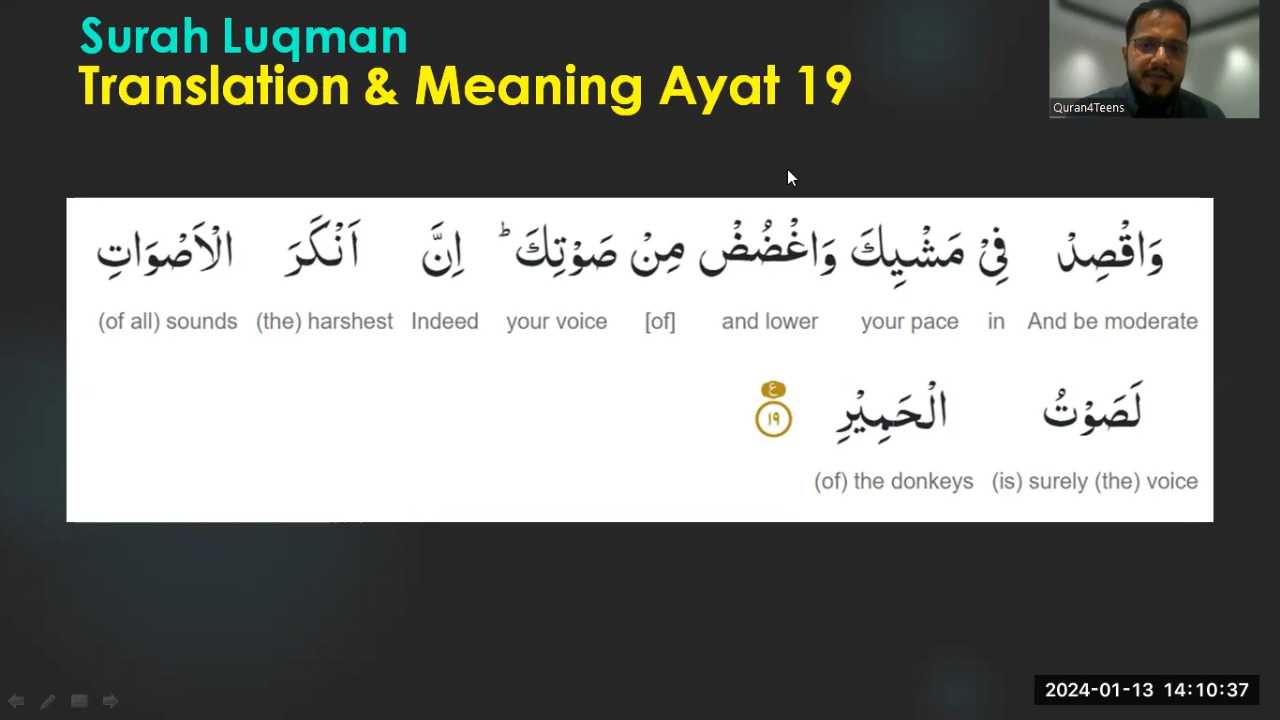 Surah Luqman
Translation & Meaning Ayat 19
Quran4Teens
وَاقْصِدْ فِيْ مَشْيِكَ وَاغْضُضْ مِنْ صَوْتِكَ ؕ اِنَّ اَنْكَرَ الْاَصْوَاتِ
(of all) sounds (the) harshest Indeed your voice [of] and lower your pace in And be moderate
لَصَوْتُ الْحَمِيْرِ ع ١٩
(of) the donkeys (is) surely (the) voice
2024-01-13 14:10:37